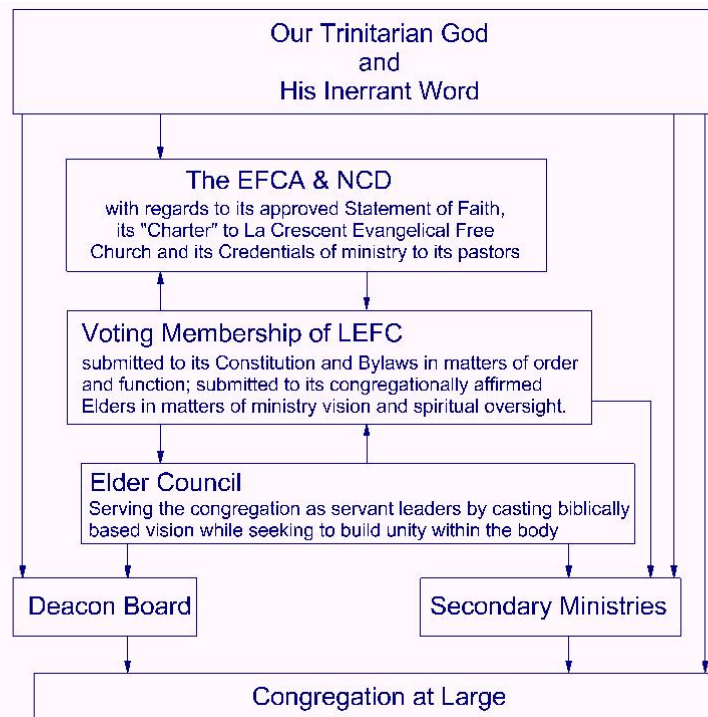 Our Trinitarian God
and
His Inerrant Word
The EFCA & NCD
with regards to its approved Statement of Faith,
its "Charter" to La Crescent Evangelical Free
Church and its Credentials of ministry to its pastors
Voting Membership of LEFC
submitted to its Constitution and Bylaws in matters of order
and function; submitted to its congregationally affirmed
Elders in matters of ministry vision and spiritual oversight.
Elder Council
Serving the congregation as servant leaders by casting biblically
based vision while seeking to build unity within the body
Deacon Board
Secondary Ministries
Congregation at Large